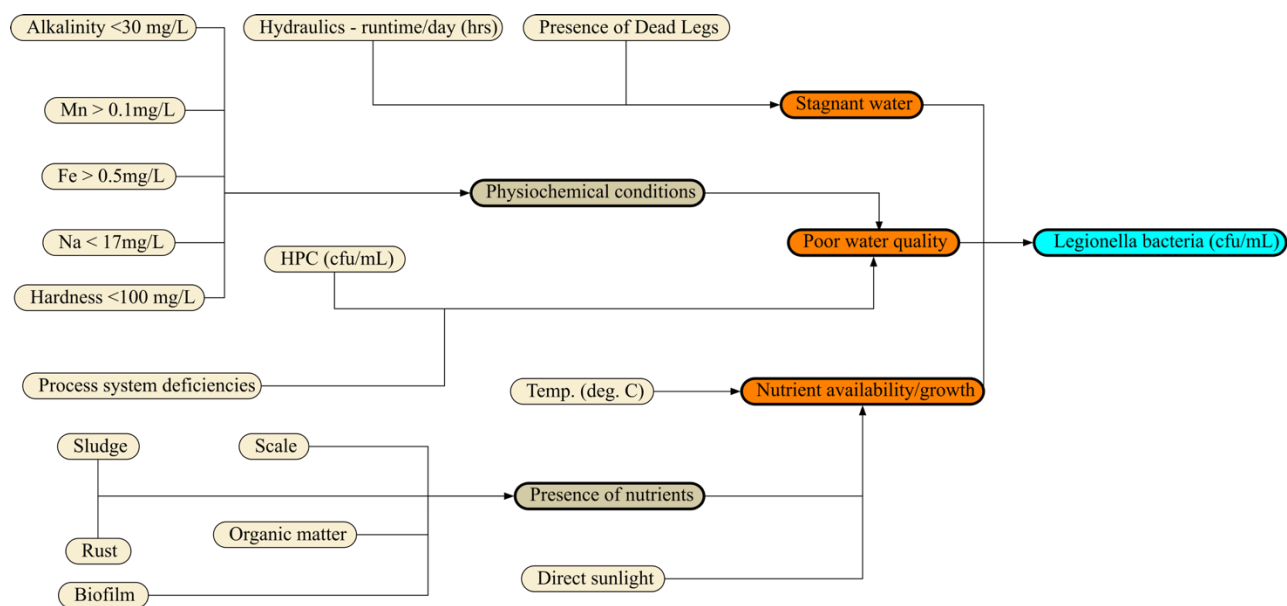 Alkalinity <30 mg/L
Hydraulics - runtime/day (hrs)
Presence of Dead Legs
Mn > 0.1mg/L
Stagnant water
Fe > 0.5mg/L
Physiochemical conditions
Na < 17mg/L
HPC (cfu/mL)
Poor water quality
Legionella bacteria (cfu/mL)
Hardness <100 mg/L
Process system deficiencies
Temp. (deg. C)
Nutrient availability/growth
Sludge
Scale
Presence of nutrients
Organic matter
Rust
Direct sunlight
Biofilm